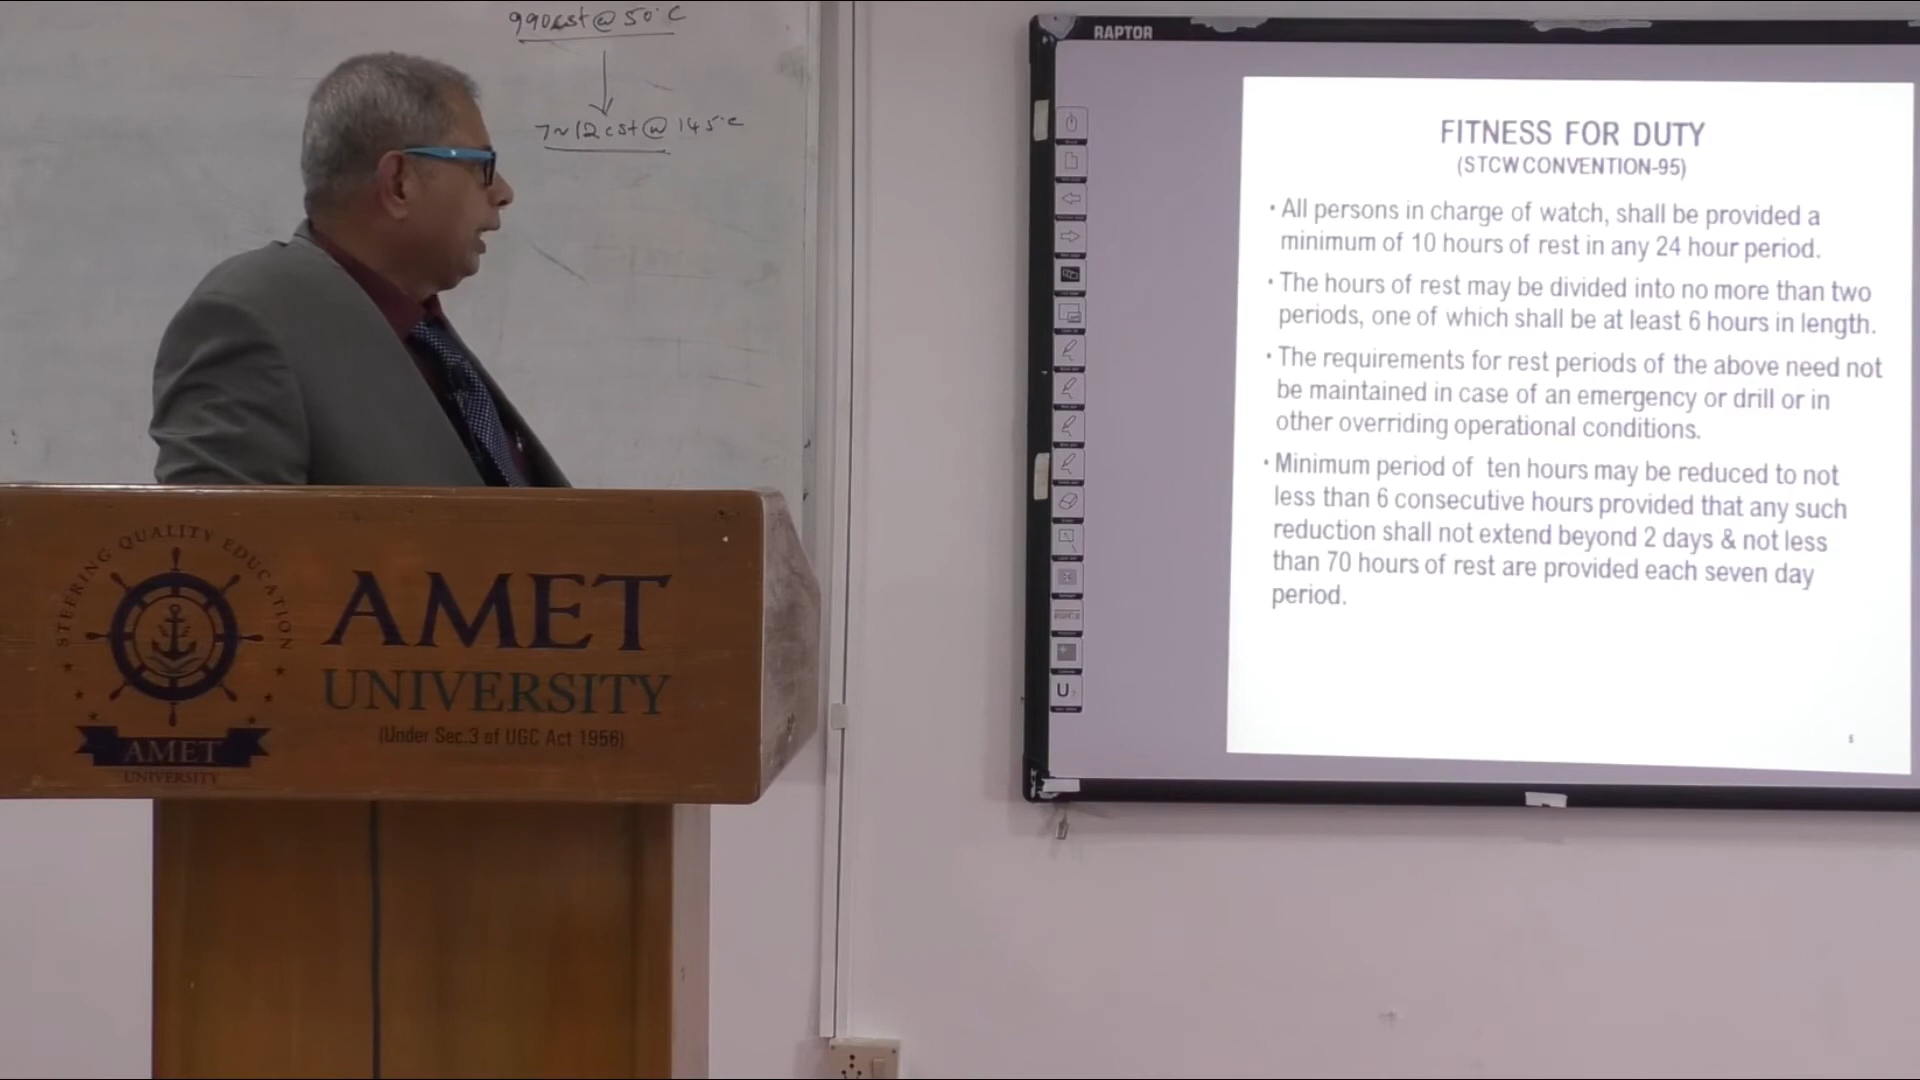 990cst@50°C
7~12cst@145°c
RAPTOR
FITNESS FOR DUTY
(STCW CONVENTION-95)
• All persons in charge of watch, shall be provided a
minimum of 10 hours of rest in any 24 hour period.
• The hours of rest may be divided into no more than two
periods, one of which shall be at least 6 hours in length.
• The requirements for rest periods of the above need not
be maintained in case of an emergency or drill or in
other overriding operational conditions.
• Minimum period of ten hours may be reduced to not
less than 6 consecutive hours provided that any such
reduction shall not extend beyond 2 days & not less
than 70 hours of rest are provided each seven day
period.
STEERING QUALITY EDUCATION
AMET
UNIVERSITY
AMET
UNIVERSITY
(Under Sec.3 of UGC Act 1956)